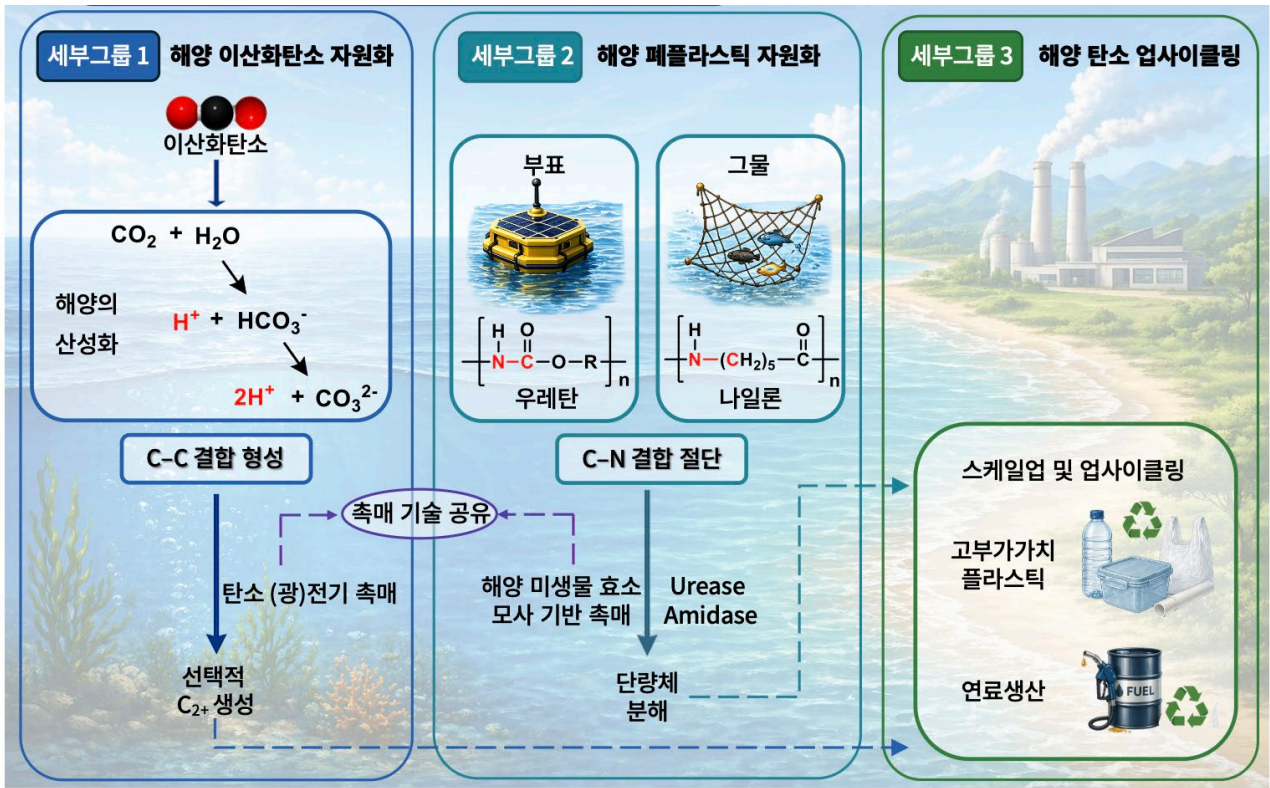 세부그룹 1 해양 이산화탄소 자원화
이산화탄소
CO₂ + H₂O
해양의
산성화
H⁺ + HCO₃⁻
2H⁺ + CO₃²⁻
C–C 결합 형성
탄소 (광)전기 촉매
선택적
C₂₊ 생성
촉매 기술 공유
세부그룹 2 해양 폐플라스틱 자원화
부표
H O
N–C–O–R
n
우레탄
그물
H O
N–(CH₂)₅–C
n
나일론
C–N 결합 절단
해양 미생물 효소
모사 기반 촉매
Urease
Amidase
단량체
분해
세부그룹 3 해양 탄소 업사이클링
스케일업 및 업사이클링
고부가가치
플라스틱
연료생산
FUEL